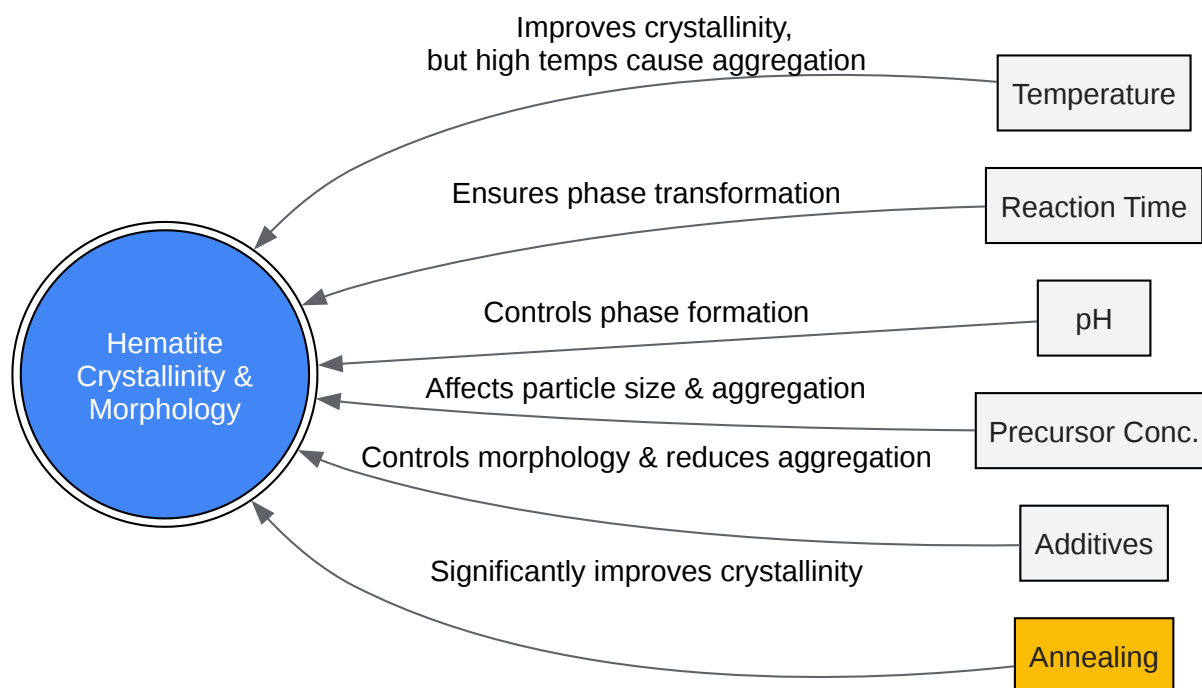 Improves crystallinity,
but high temps cause aggregation
Temperature
Ensures phase transformation
Reaction Time
Controls phase formation
pH
Hematite
Crystallinity &
Morphology
Affects particle size & aggregation
Precursor Conc.
Controls morphology & reduces aggregation
Additives
Significantly improves crystallinity
Annealing